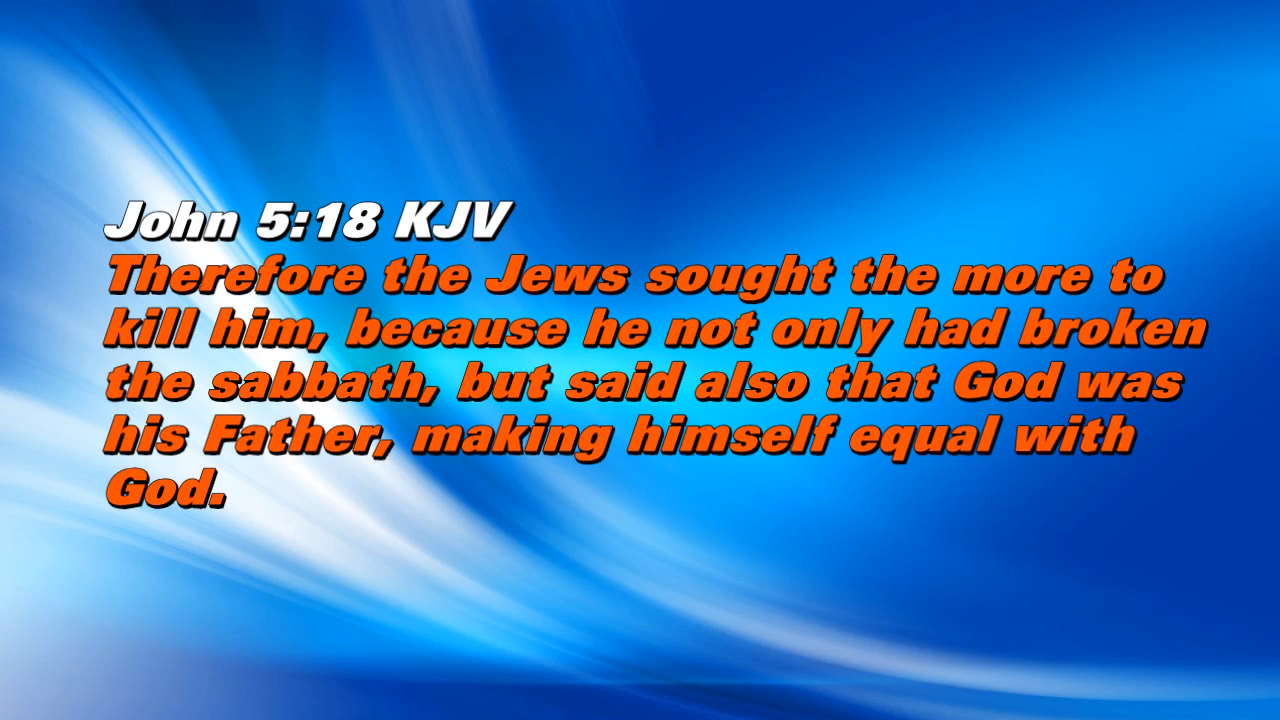 John 5:18 KJV
Therefore the Jews sought the more to
kill him, because he not only had broken
the sabbath, but said also that God was
his Father, making himself equal with
God.